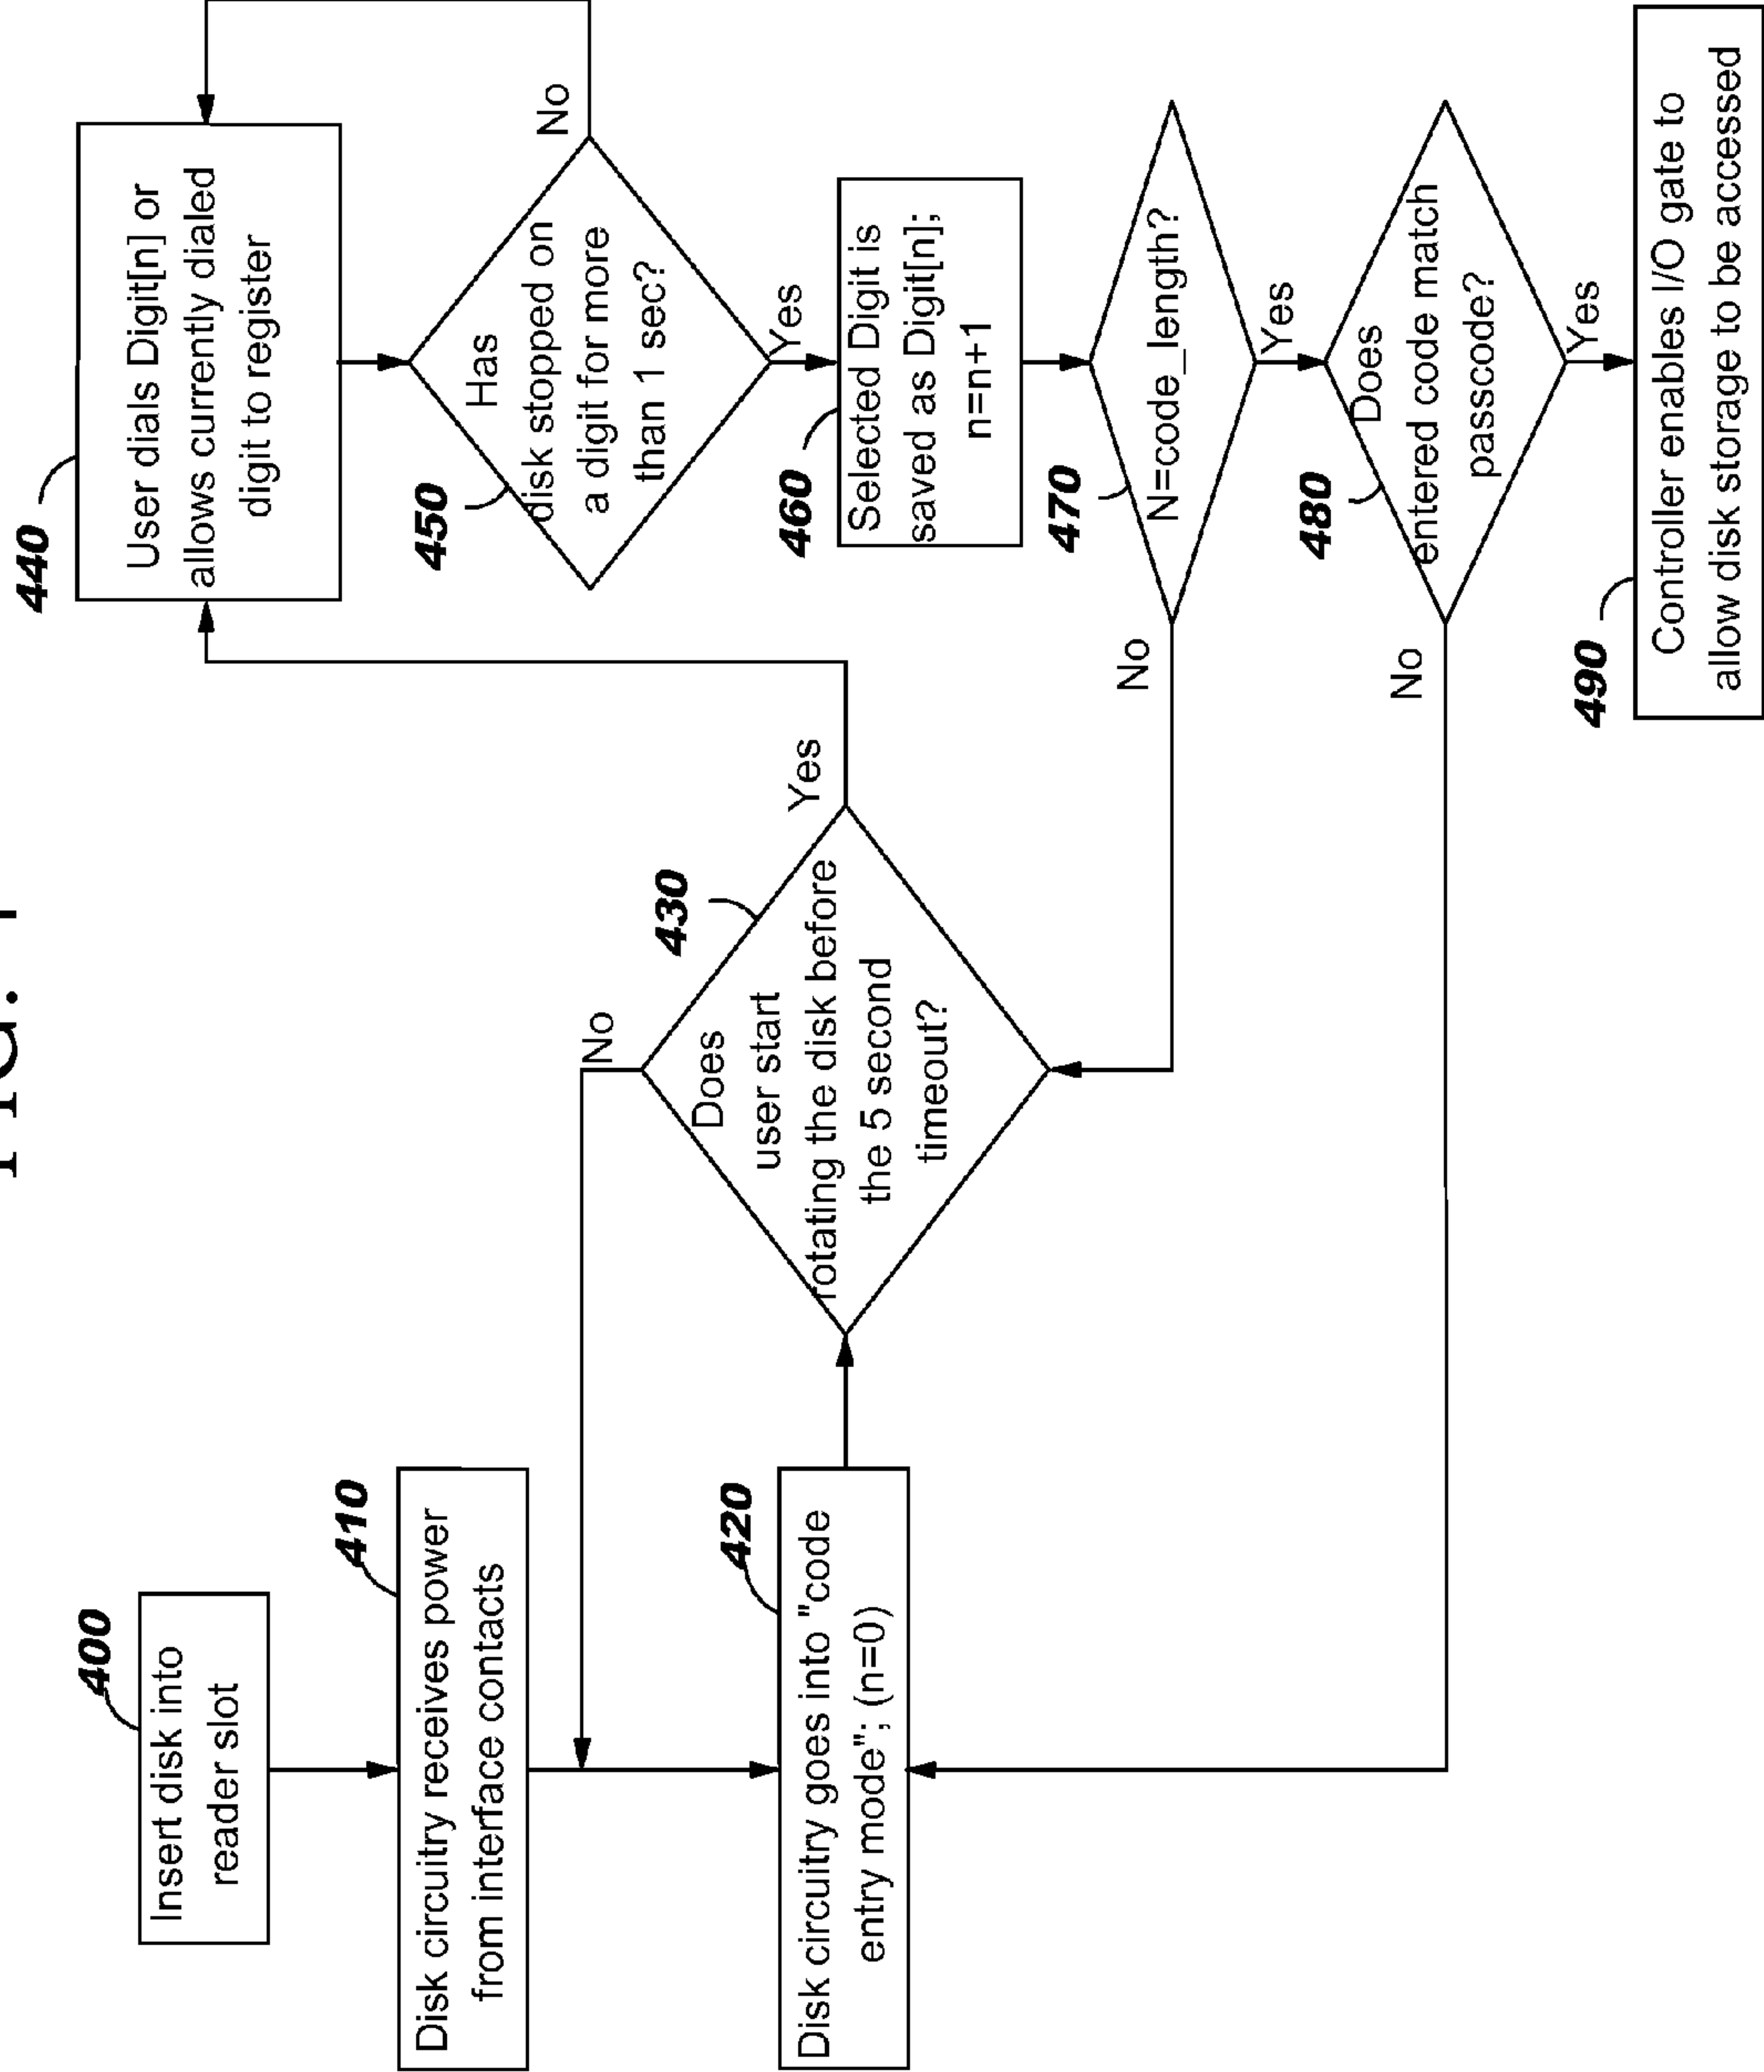 400
Insert disk into
reader slot
410
Disk circuitry receives power
from interface contacts
420
Disk circuitry goes into "code
entry mode"; (n=0)
430
Does
user start
rotating the disk before
the 5 second
timeout?
No
Yes
440
User dials Digit[n] or
allows currently dialed
digit to register
450
Has
disk stopped on
a digit for more
than 1 sec?
No
Yes
460
Selected Digit is
saved as Digit[n];
n=n+1
470
N=code_length?
No
Yes
480
Does
entered code match
passcode?
No
Yes
490
Controller enables I/O gate to
allow disk storage to be accessed